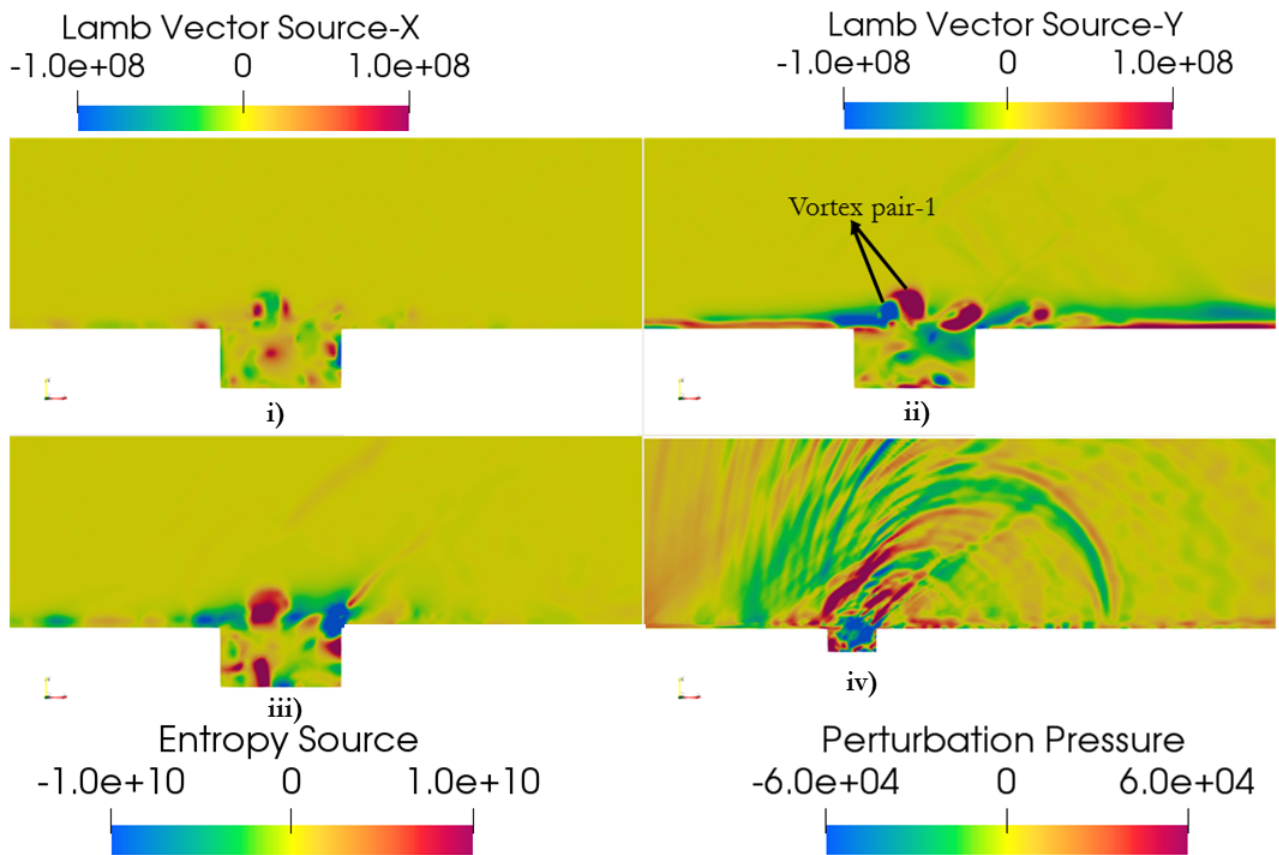 Lamb Vector Source-X
-1.0e+08 0 1.0e+08
Lamb Vector Source-Y
-1.0e+08 0 1.0e+08
Vortex pair-1
i)
ii)
iii)
iv)
Entropy Source
-1.0e+10 0 1.0e+10
Perturbation Pressure
-6.0e+04 0 6.0e+04